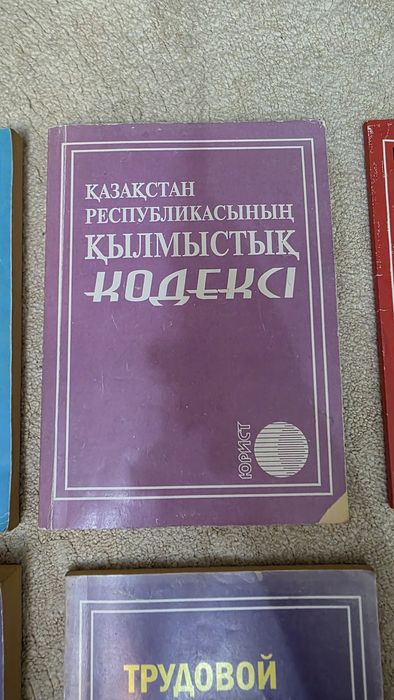 ҚАЗАҚСТАН
РЕСПУБЛИКАСЫНЫҢ
ҚЫЛМЫСТЫҚ
КОДЕКСІ
ЮРИСТ
ТРУДОВОЙ